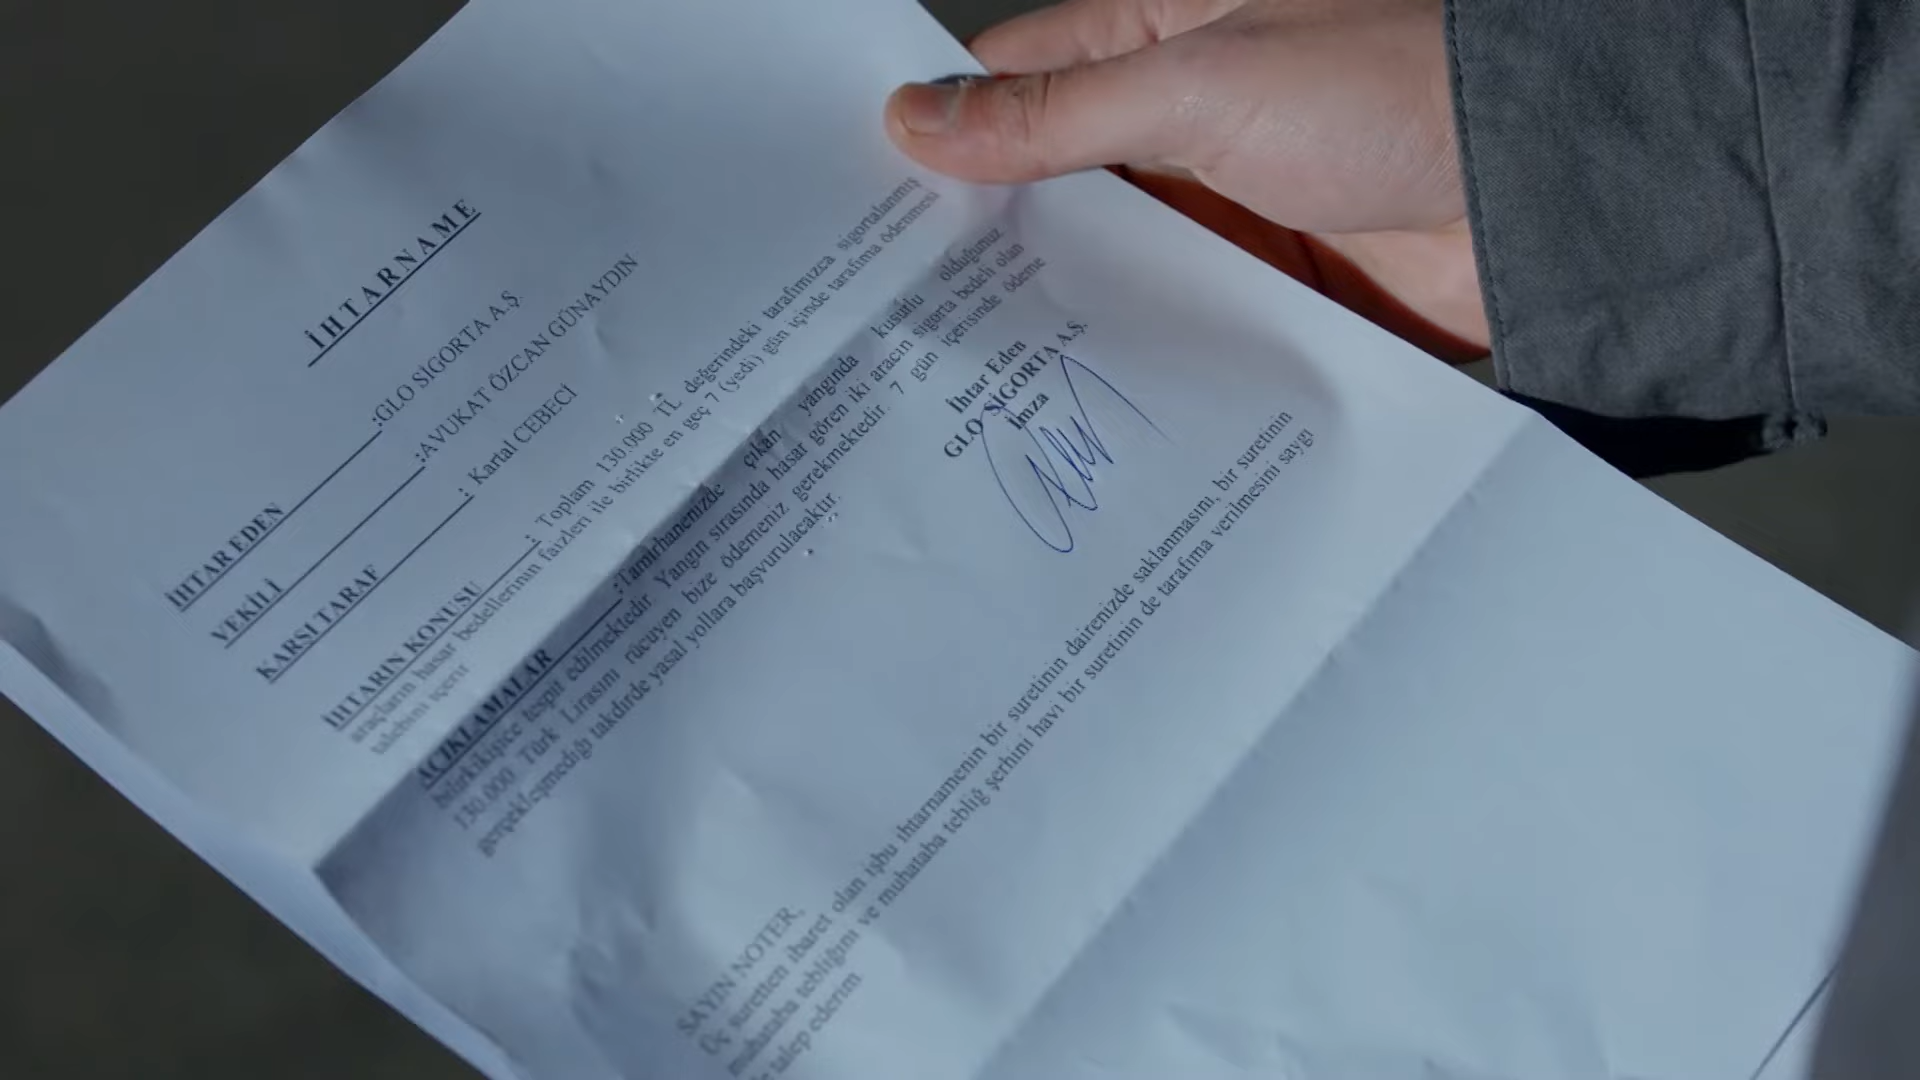 İHTARNAME
İHTAR EDEN :GLO SİGORTA A.Ş.
VEKİLİ :AVUKAT ÖZCAN GÜNAYDIN
KARŞI TARAF : Kartal CEBECİ
İHTARIN KONUSU : Toplam 130.000 TL değerindeki tarafımızca sigortalanmış
araçların hasar bedellerinin faizleri ile birlikte en geç 7 (yedi) gün içinde tarafıma ödenmesi
talebini içerir
AÇIKLAMALAR :Tamirhanenizde çıkan yangında kusurlu olduğunuz
bilirkişice tespit edilmektedir. Yangın sırasında hasar gören iki aracın sigorta bedeli olan
130.000 Türk Lirasını rücuyen bize ödemeniz gerekmektedir. 7 gün içerisinde ödeme
gerçekleşmediği takdirde yasal yollara başvurulacaktır.
İhtar Eden
GLO SİGORTA A.Ş.
İmza
SAYIN NOTER,
Üç suretten ibaret olan işbu ihtarnamenin bir suretinin dairenizde saklanmasını, bir suretinin
muhataba tebliğini ve muhataba tebliğ şerhini havi bir suretinin de tarafıma verilmesini saygı
talep ederim